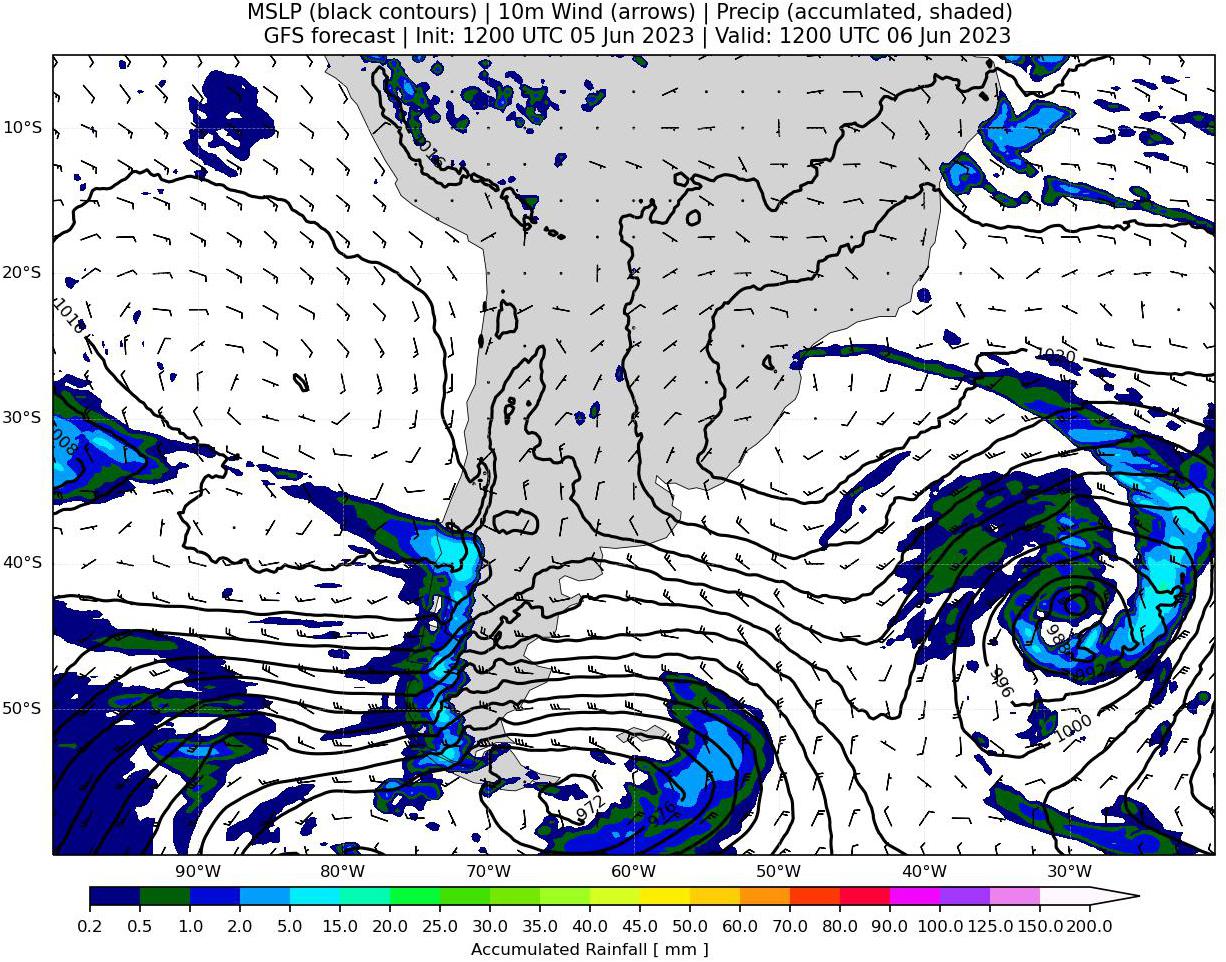 MSLP (black contours) | 10m Wind (arrows) | Precip (accumlated, shaded)
GFS forecast | Init: 1200 UTC 05 Jun 2023 | Valid: 1200 UTC 06 Jun 2023
10°S
1016
20°S
1016
1020
30°S
1008
40°S
988
992
996
50°S
1000
972
976
90°W 80°W 70°W 60°W 50°W 40°W 30°W
0.2 0.5 1.0 2.0 5.0 10.0 15.0 20.0 25.0 30.0 35.0 40.0 45.0 50.0 60.0 70.0 80.0 90.0 100.0 125.0 150.0 200.0
Accumulated Rainfall [ mm ]